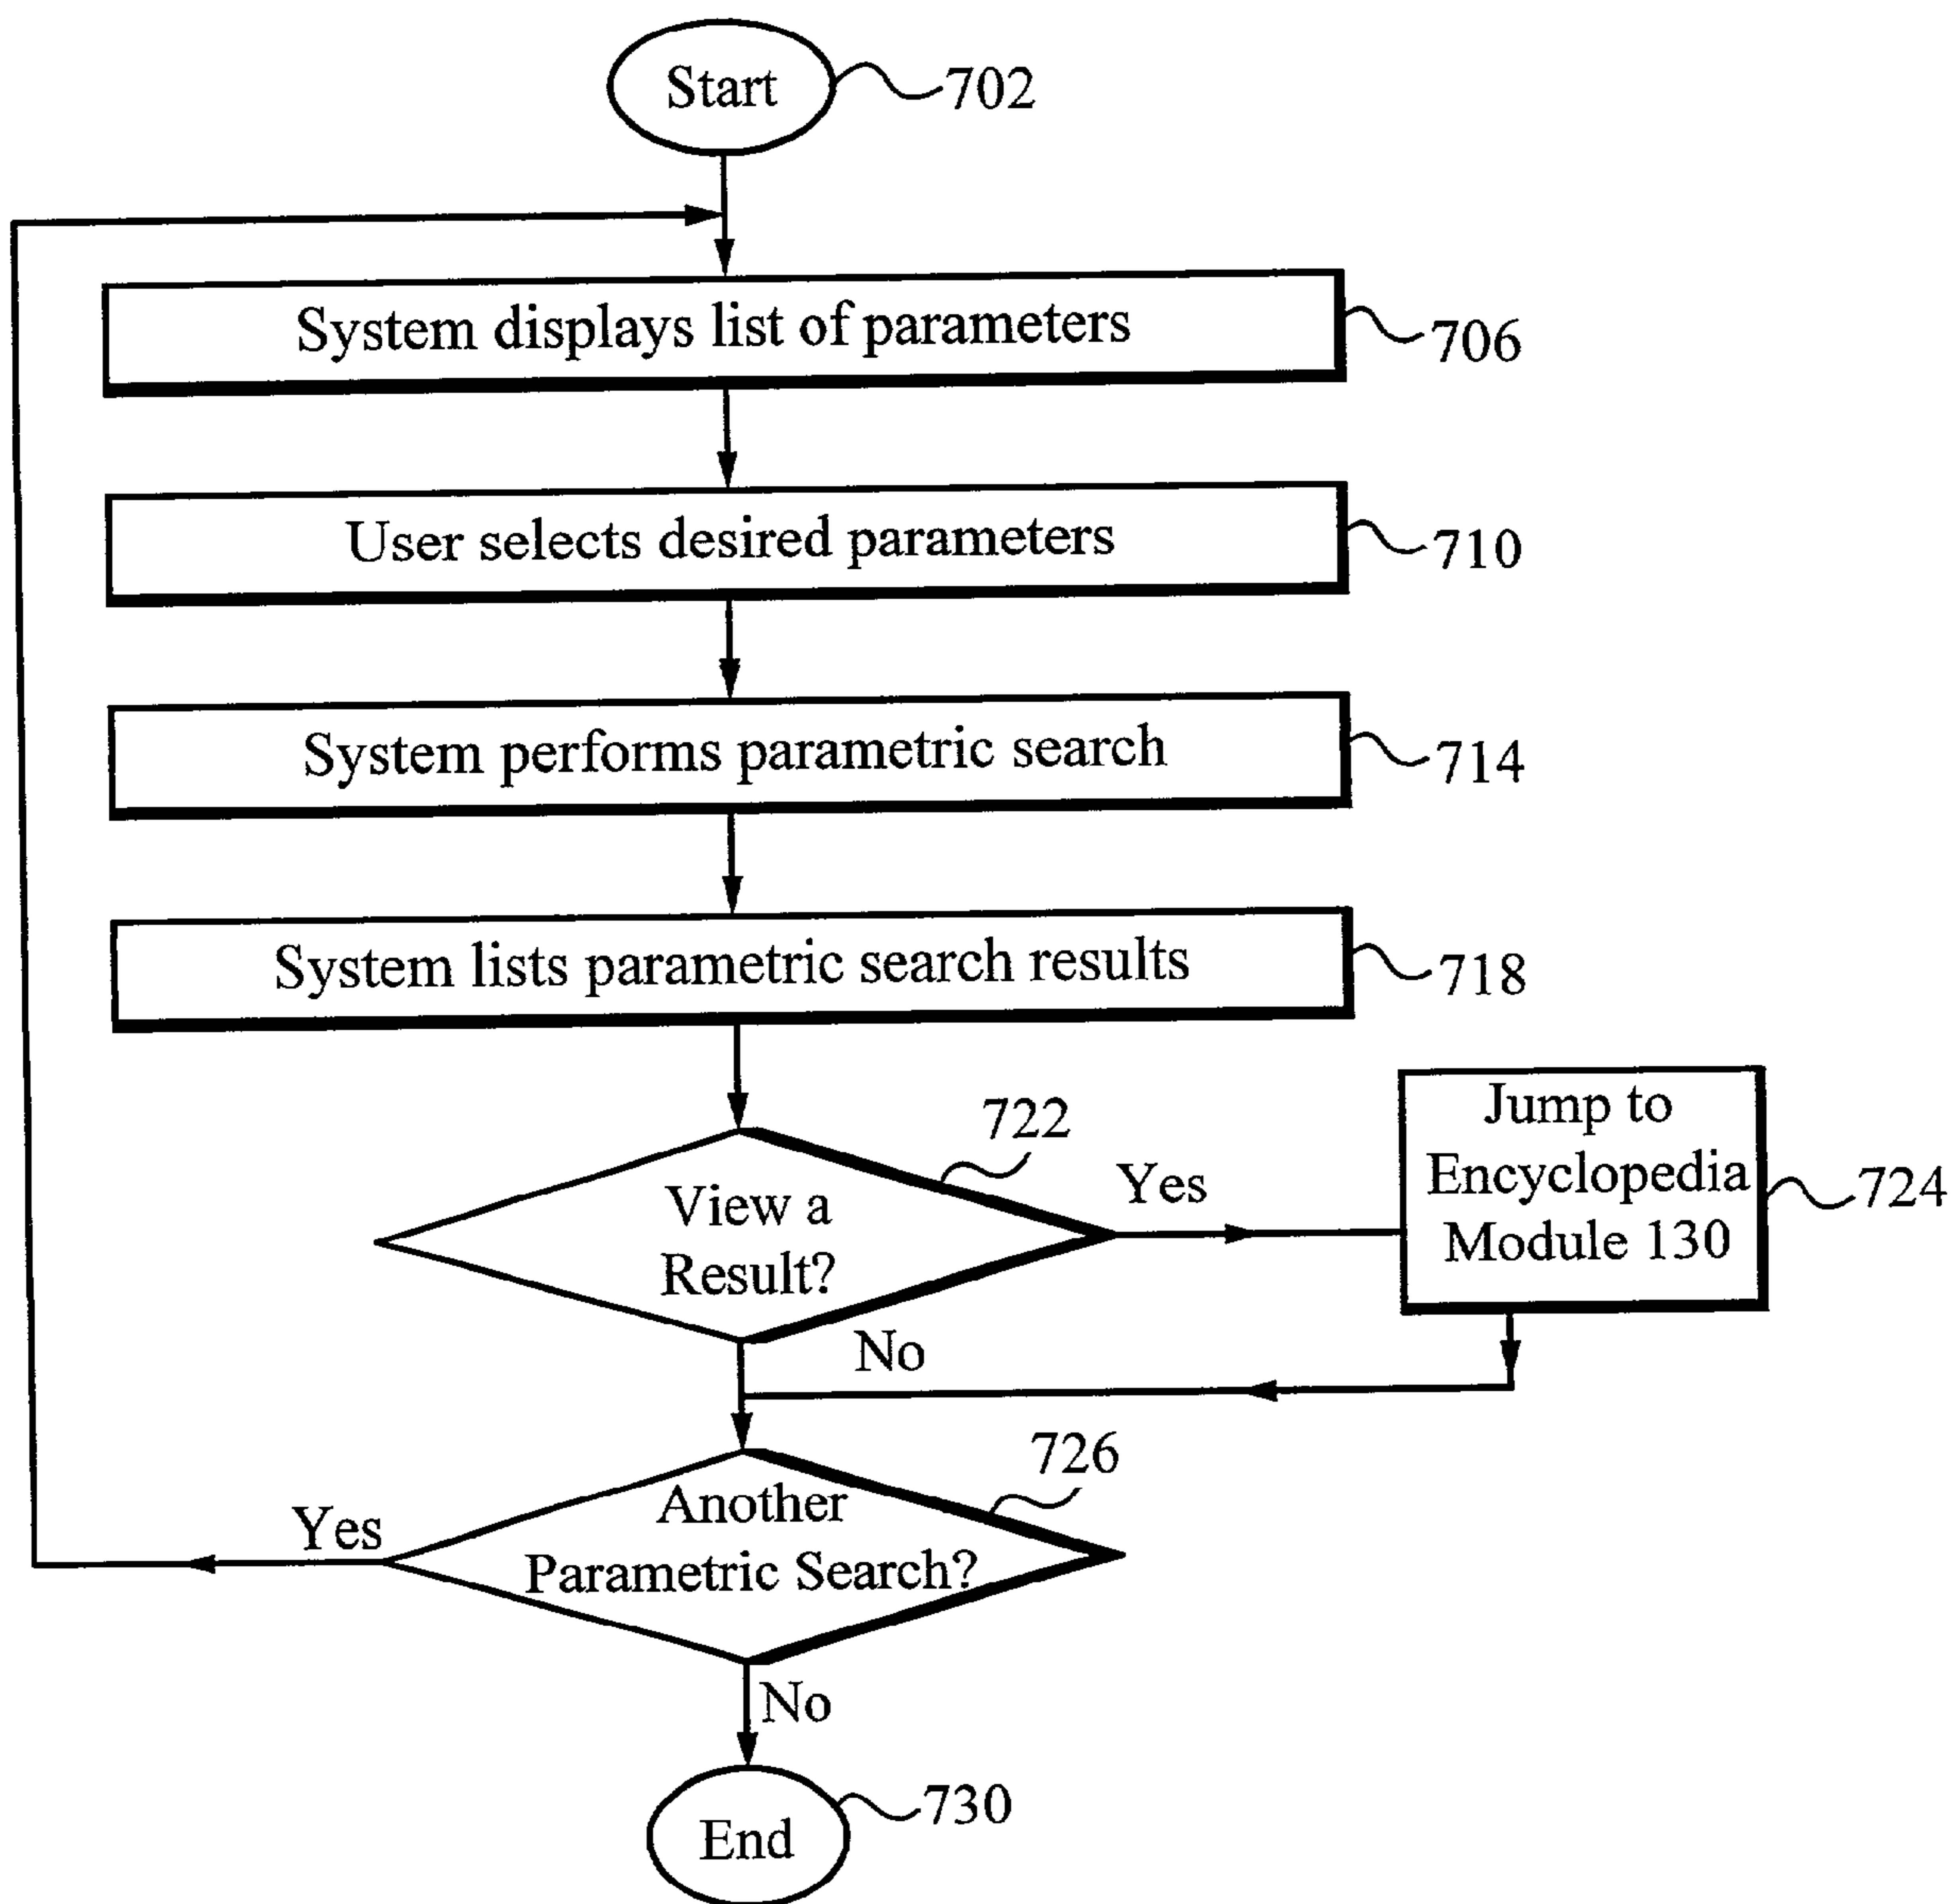 Start
702
System displays list of parameters
706
User selects desired parameters
710
System performs parametric search
714
System lists parametric search results
718
722
View a
Result?
Yes
No
Jump to
Encyclopedia
Module 130
724
726
Another
Parametric Search?
Yes
No
End
730